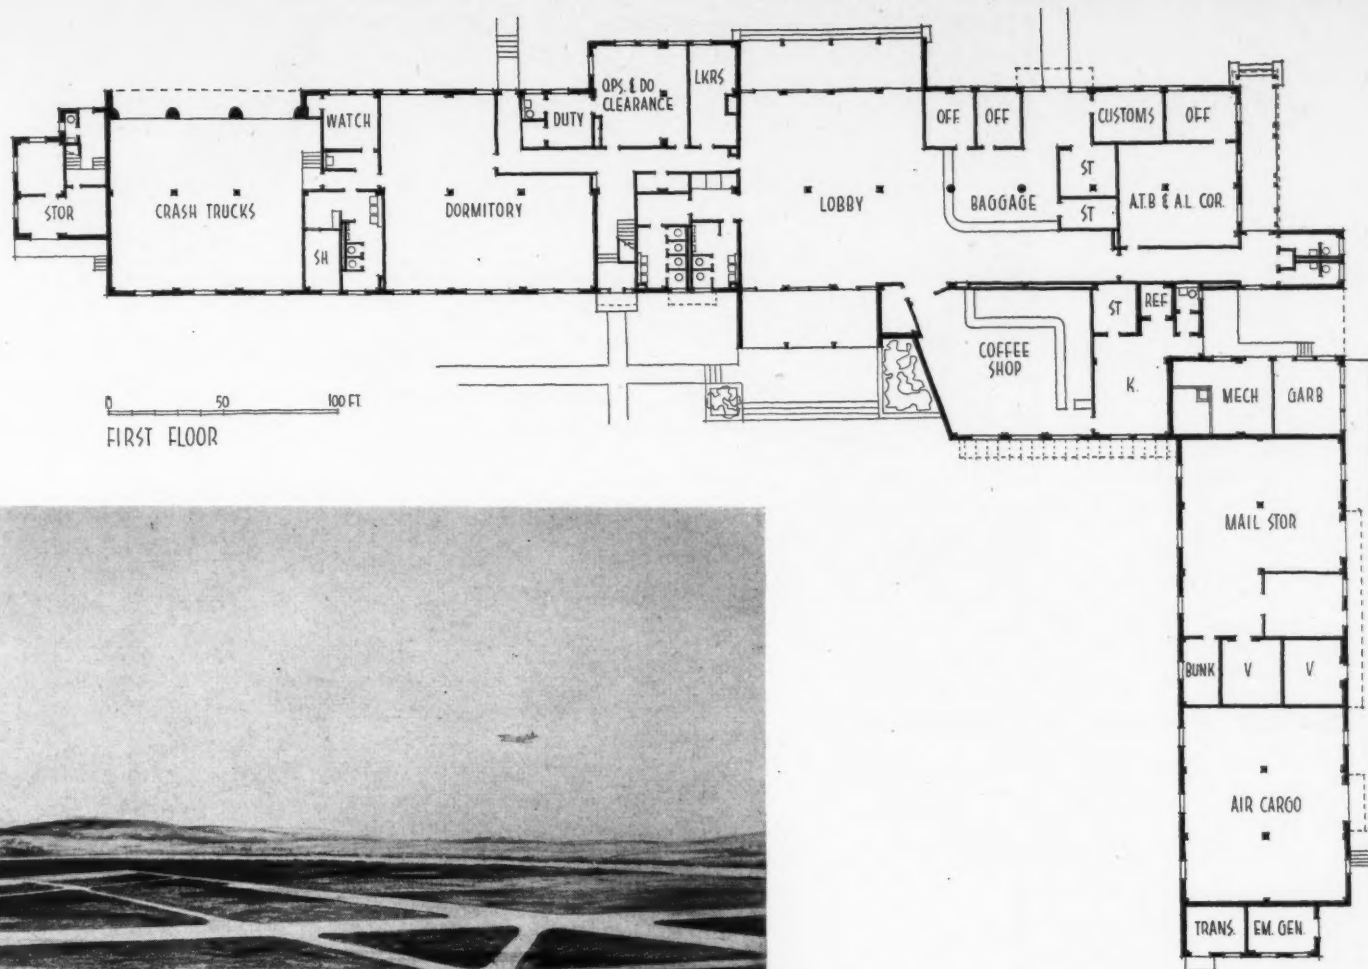 OPS. & DO
CLEARANCE
LKRS
WATCH
DUTY
OFF
OFF
CUSTOMS
OFF
ST
STOR
CRASH TRUCKS
DORMITORY
LOBBY
BAGGAGE
ST
A.T.B & A.L. COR.
SH
ST
REF
COFFEE
SHOP
K.
MECH
GARB
0 50 100 FT.
FIRST FLOOR
MAIL STOR
BUNK
V
V
AIR CARGO
TRANS.
EM. GEN.